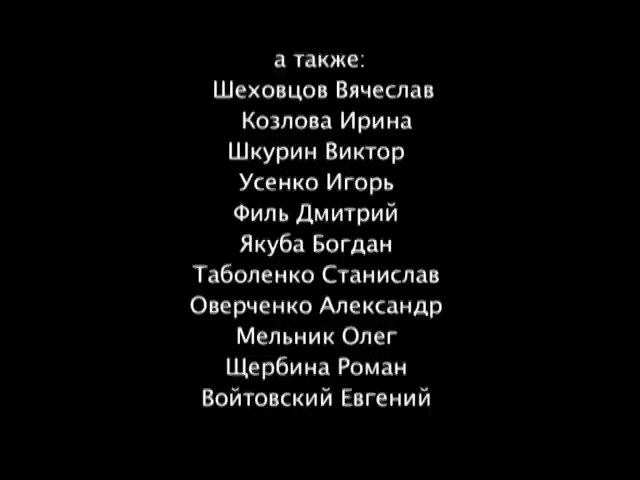 а также:
Шеховцов Вячеслав
Козлова Ирина
Шкурин Виктор
Усенко Игорь
Филь Дмитрий
Якуба Богдан
Таболенко Станислав
Оверченко Александр
Мельник Олег
Щербина Роман
Войтовский Евгений